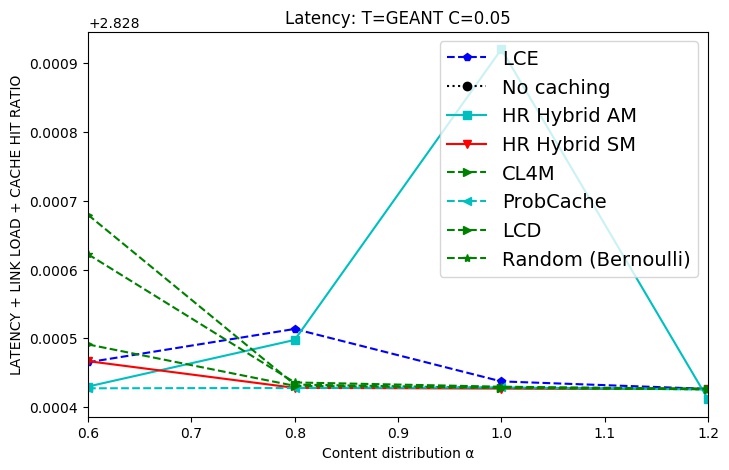 Latency: T=GEANT C=0.05
+2.828
LATENCY + LINK LOAD + CACHE HIT RATIO
0.0009
0.0008
0.0007
0.0006
0.0005
0.0004
LCE
No caching
HR Hybrid AM
HR Hybrid SM
CL4M
ProbCache
LCD
Random (Bernoulli)
0.6 0.7 0.8 0.9 1.0 1.1 1.2
Content distribution α